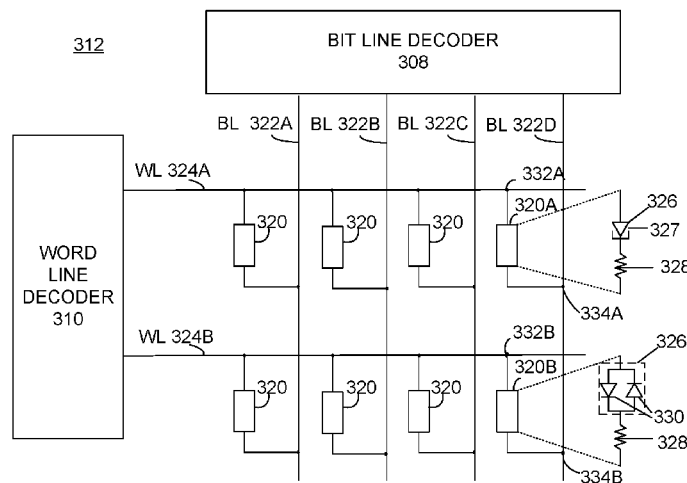 312
BIT LINE DECODER
308
BL 322A
BL 322B
BL 322C
BL 322D
WL 324A
332A
320
320
320
320A
326
327
328
WORD
LINE
DECODER
310
334A
WL 324B
332B
326
320
320
320
320B
330
328
334B